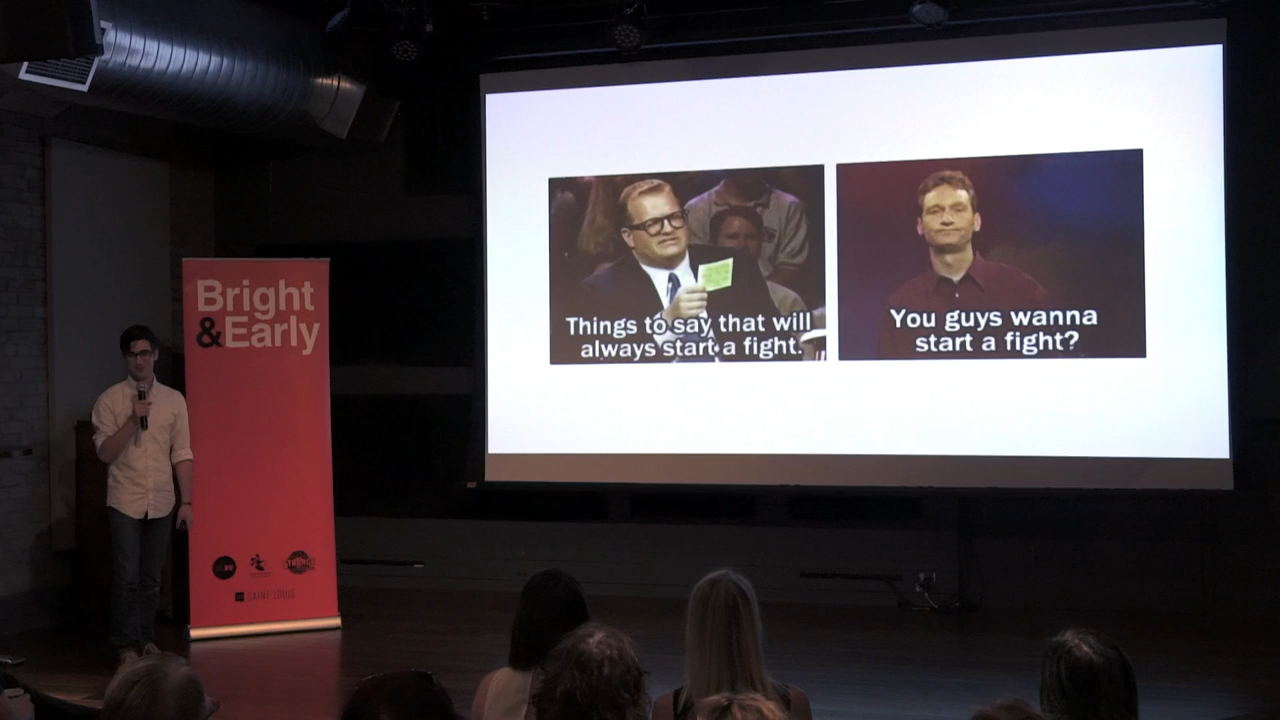 Bright
&Early
Things to say that will
always start a fight.
You guys wanna
start a fight?
SAINT LOUIS